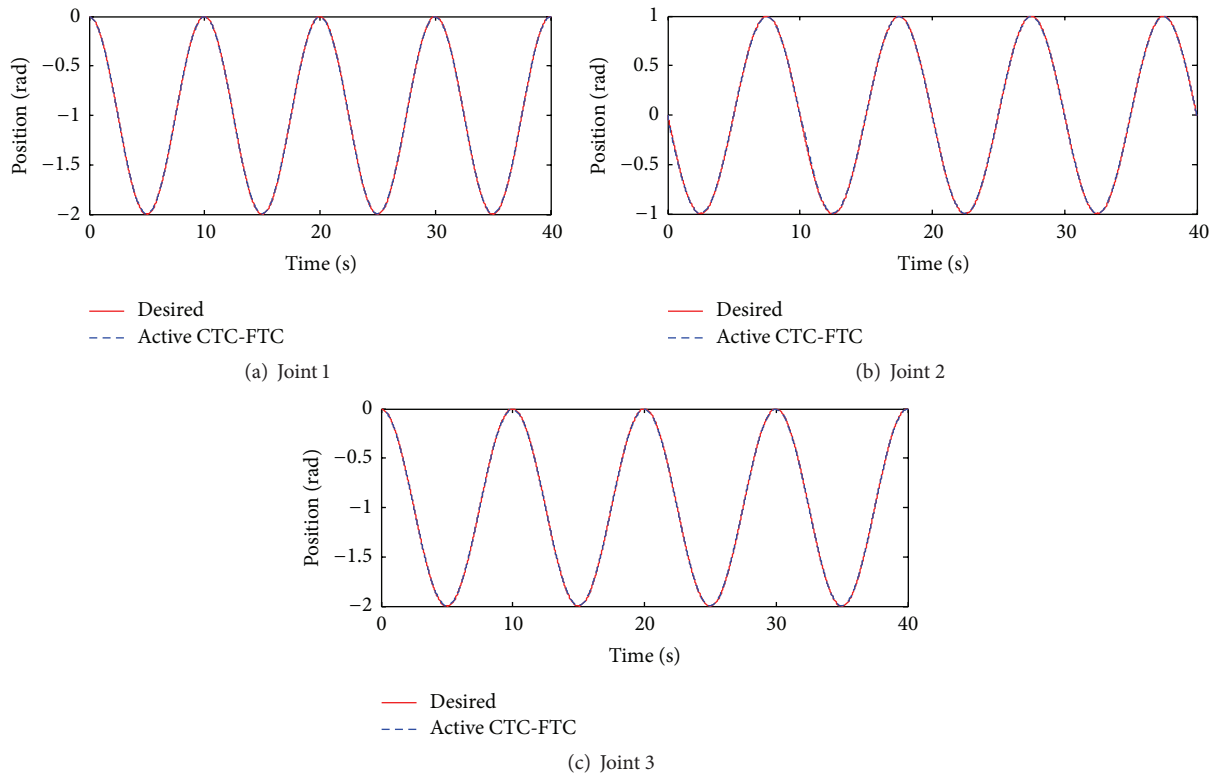 0
−0.5
−1
−1.5
−2
Position (rad)
0 10 20 30 40
Time (s)
Desired
Active CTC-FTC
(a) Joint 1
1
0.5
0
−0.5
−1
Position (rad)
0 10 20 30 40
Time (s)
Desired
Active CTC-FTC
(b) Joint 2
0
−0.5
−1
−1.5
−2
Position (rad)
0 10 20 30 40
Time (s)
Desired
Active CTC-FTC
(c) Joint 3